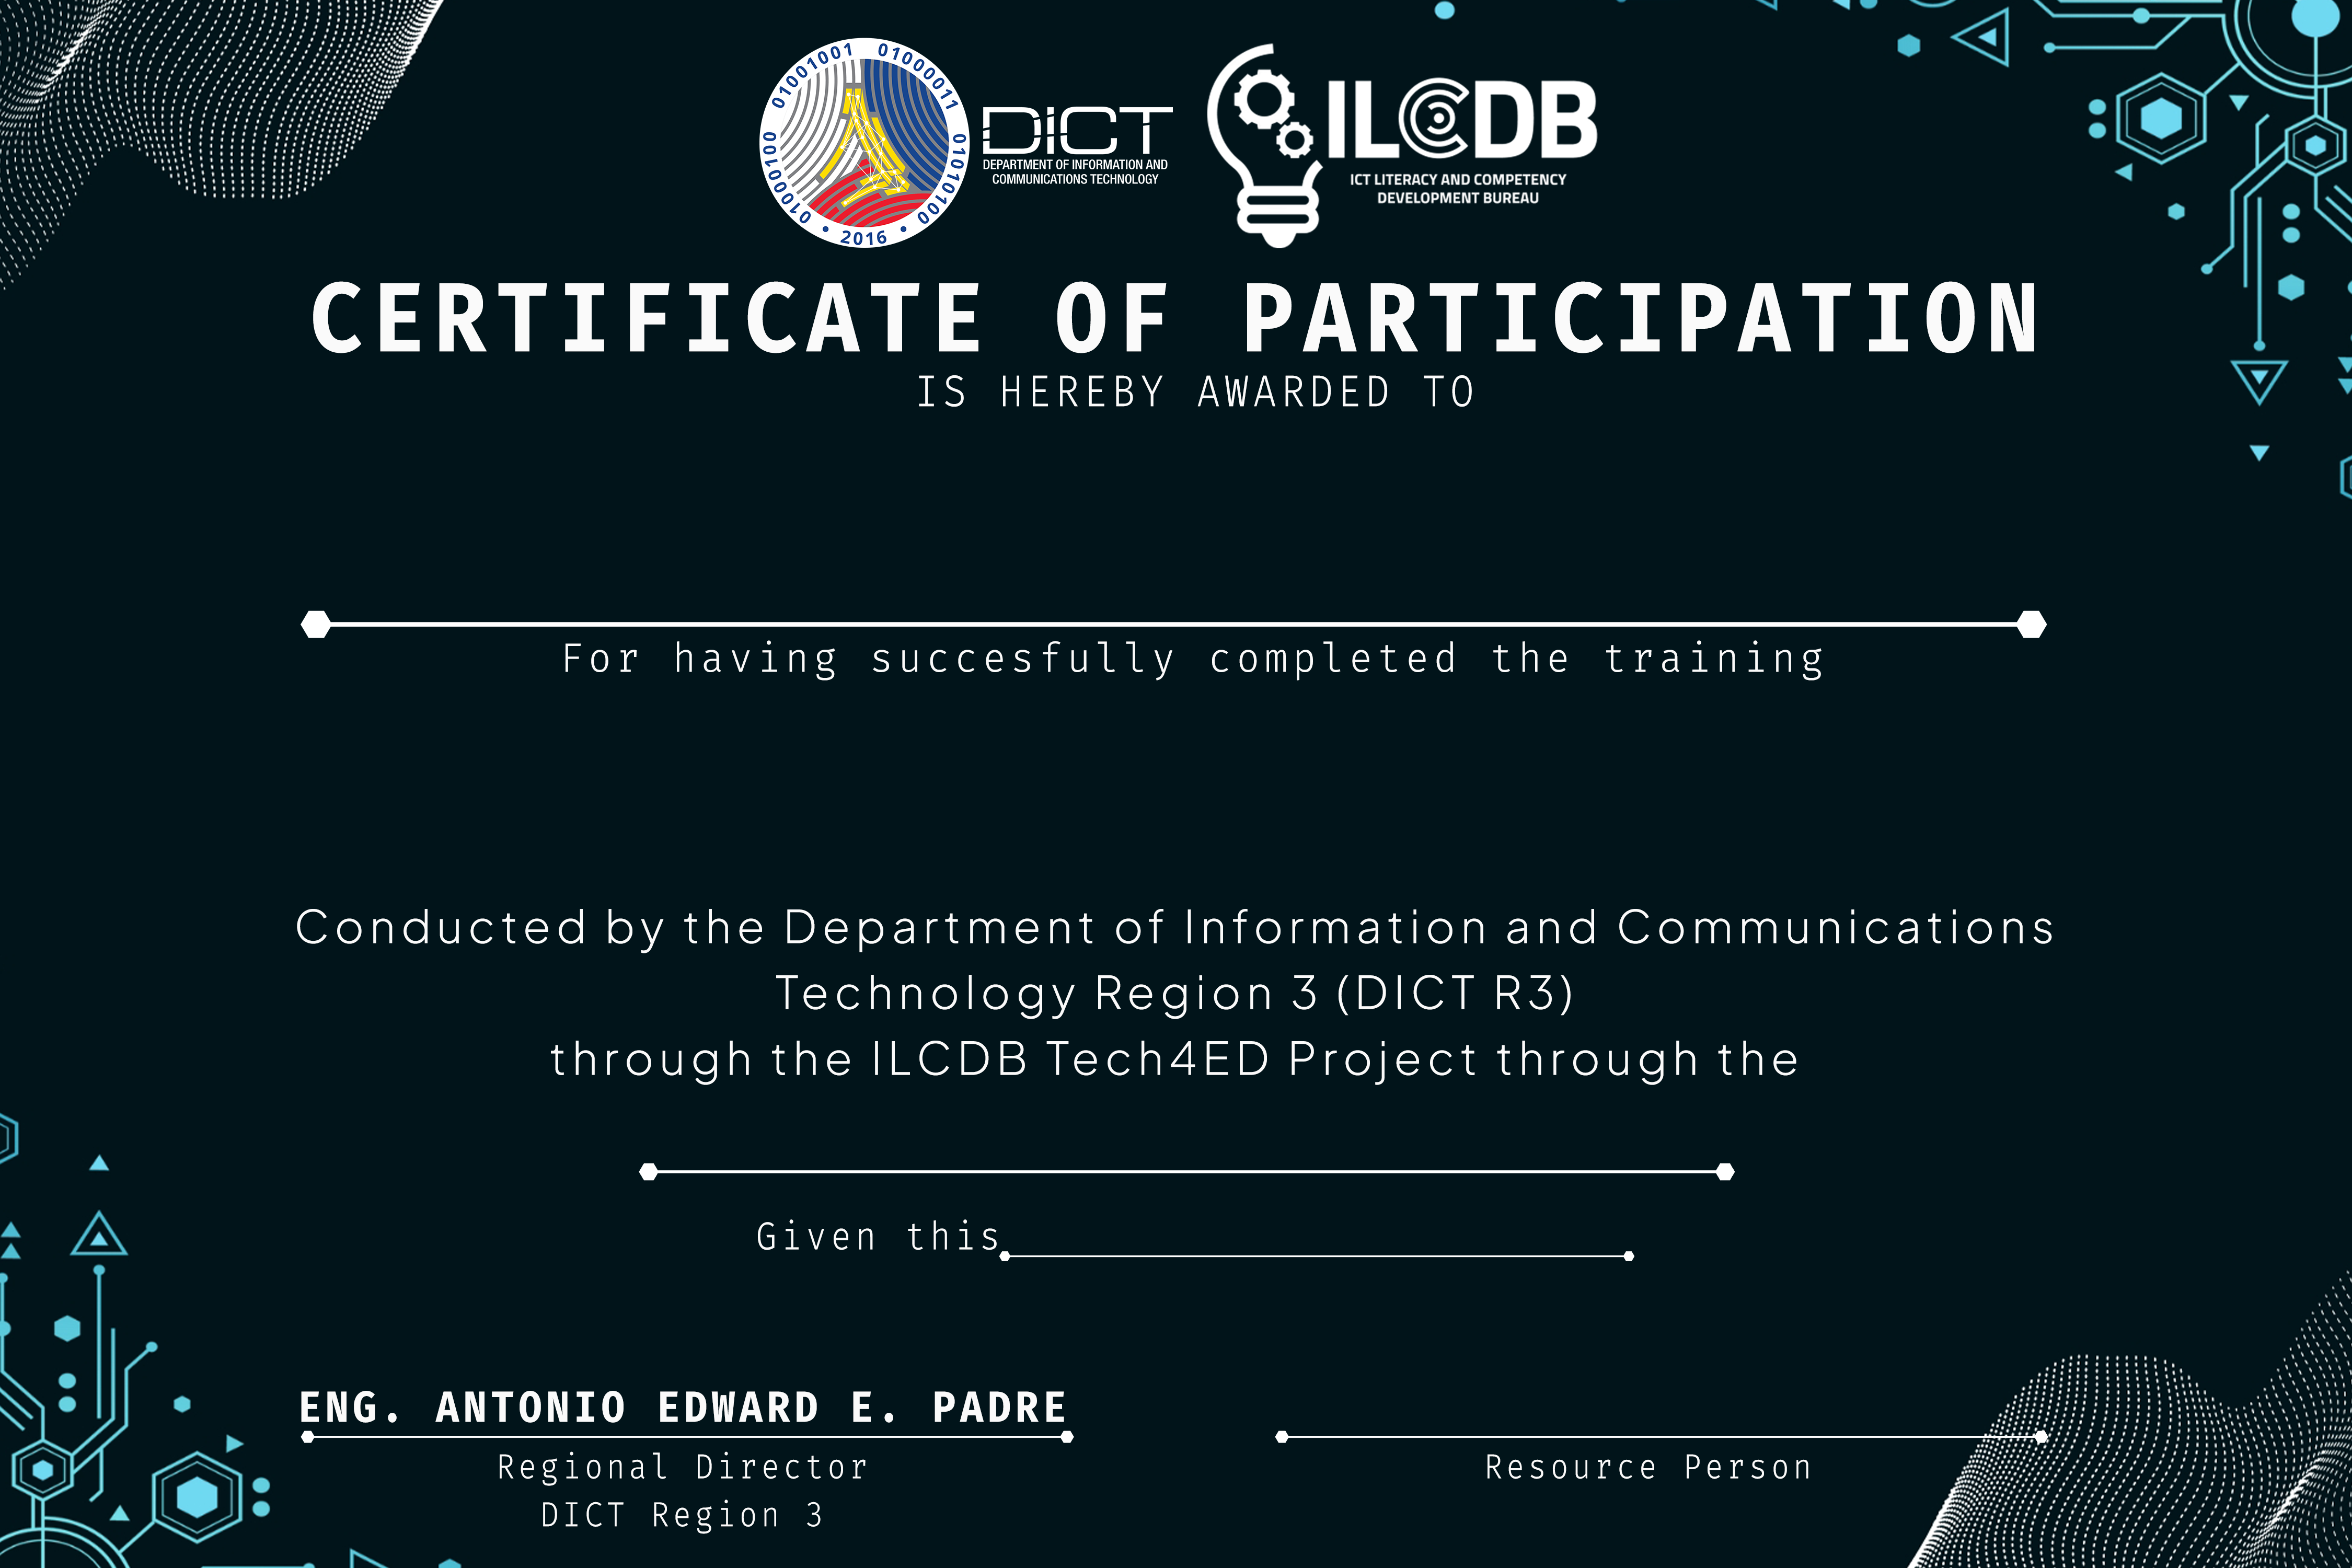 01000100 01001001 01000011 01010100
• 2016 •
DICT
DEPARTMENT OF INFORMATION AND
COMMUNICATIONS TECHNOLOGY
ILCDB
ICT LITERACY AND COMPETENCY
DEVELOPMENT BUREAU
CERTIFICATE OF PARTICIPATION
IS HEREBY AWARDED TO
For having succesfully completed the training
Conducted by the Department of Information and Communications
Technology Region 3 (DICT R3)
through the ILCDB Tech4ED Project through the
Given this
ENG. ANTONIO EDWARD E. PADRE
Regional Director
DICT Region 3
Resource Person